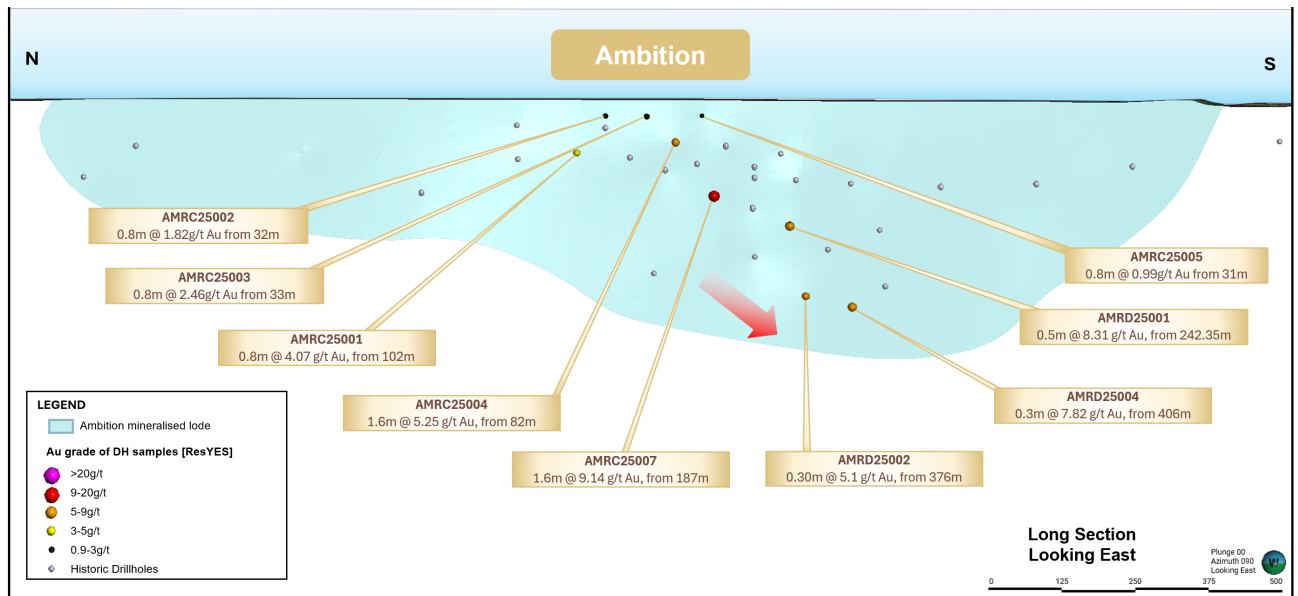 Ambition
N
S
AMRC25002
0.8m @ 1.82g/t Au from 32m
AMRC25003
0.8m @ 2.46g/t Au from 33m
AMRC25001
0.8m @ 4.07 g/t Au, from 102m
AMRC25004
1.6m @ 5.25 g/t Au, from 82m
AMRC25007
1.6m @ 9.14 g/t Au, from 187m
AMRD25002
0.30m @ 5.1 g/t Au, from 376m
AMRC25005
0.8m @ 0.99g/t Au from 31m
AMRD25001
0.5m @ 8.31 g/t Au, from 242.35m
AMRD25004
0.3m @ 7.82 g/t Au, from 406m
LEGEND
Ambition mineralised lode
Au grade of DH samples [ResYES]
>20g/t
9-20g/t
5-9g/t
3-5g/t
0.9-3g/t
Historic Drillholes
Long Section
Looking East
Plunge 00
Azimuth 090
Looking East
W
0 125 250 375 500